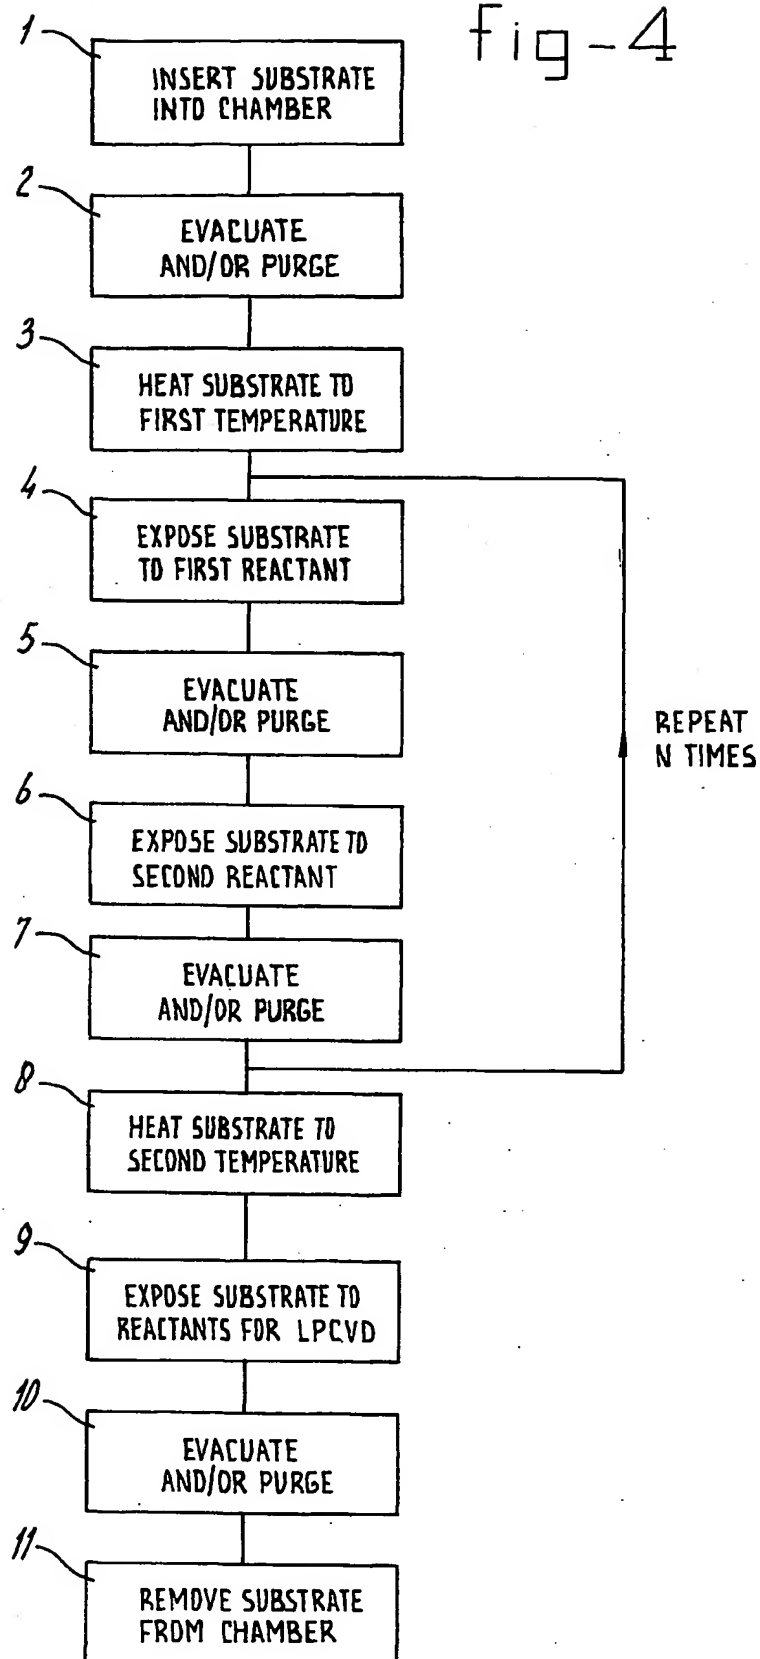 fig-4
1
INSERT SUBSTRATE
INTO CHAMBER
2
EVACUATE
AND/OR PURGE
3
HEAT SUBSTRATE TO
FIRST TEMPERATURE
4
EXPOSE SUBSTRATE
TO FIRST REACTANT
5
EVACUATE
AND/OR PURGE
REPEAT
N TIMES
6
EXPOSE SUBSTRATE TO
SECOND REACTANT
7
EVACUATE
AND/OR PURGE
8
HEAT SUBSTRATE TO
SECOND TEMPERATURE
9
EXPOSE SUBSTRATE TO
REACTANTS FOR LPCVD
10
EVACUATE
AND/OR PURGE
11
REMOVE SUBSTRATE
FROM CHAMBER